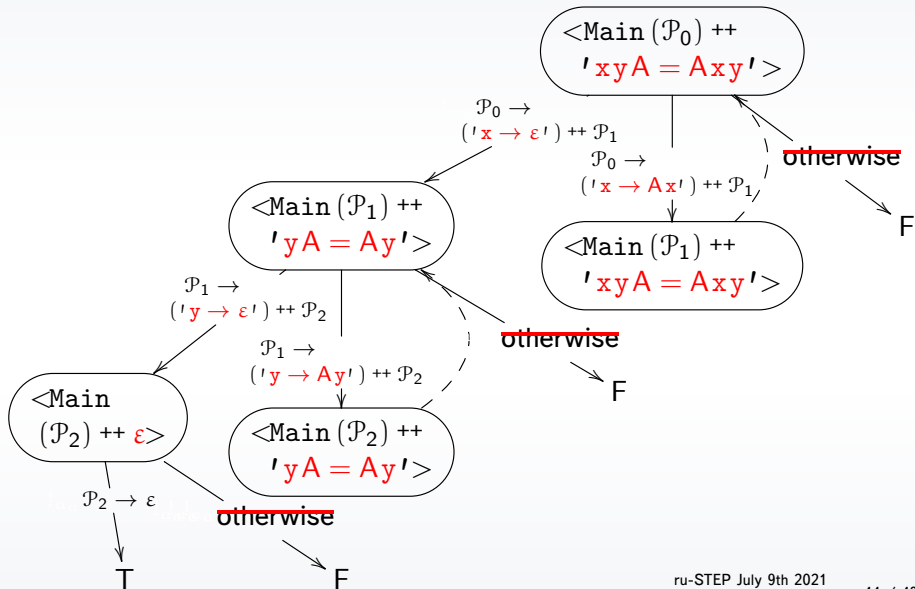 <Main (𝒫₀) ++
'xyA = Axy'>
𝒫₀ →
('x → ε') ++ 𝒫₁
𝒫₀ →
('x → Ax') ++ 𝒫₁
otherwise
F
<Main (𝒫₁) ++
'yA = Ay'>
<Main (𝒫₁) ++
'xyA = Axy'>
𝒫₁ →
('y → ε') ++ 𝒫₂
𝒫₁ →
('y → Ay') ++ 𝒫₂
otherwise
F
<Main
(𝒫₂) ++ ε>
<Main (𝒫₂) ++
'yA = Ay'>
𝒫₂ → ε
otherwise
T
F
ru-STEP July 9th 2021